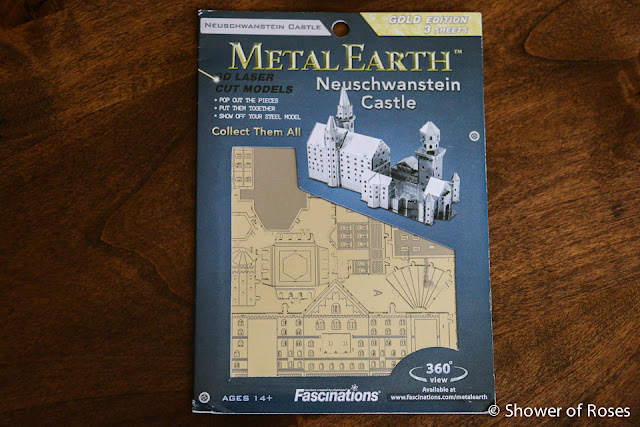 NEUSCHWANSTEIN CASTLE
GOLD EDITION
3 SHEETS
METAL EARTH™
3D LASER
CUT MODELS
• POP OUT THE PIECES
• PUT THEM TOGETHER
• SHOW OFF YOUR STEEL MODEL
Collect Them All
Neuschwanstein
Castle
A
360°
view
Available at
www.fascinations.com/metalearth
Fascinations®
AGES 14+
© Shower of Roses